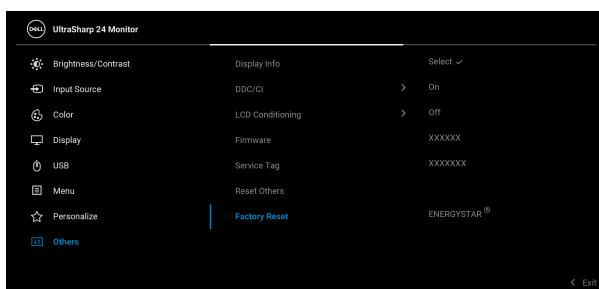 DELL UltraSharp 24 Monitor
Brightness/Contrast Display Info Select ✓
Input Source DDC/CI > On
Color LCD Conditioning > Off
Display Firmware XXXXXX
USB Service Tag XXXXXXX
Menu Reset Others
Personalize Factory Reset ENERGYSTAR ®
Others
< Exit